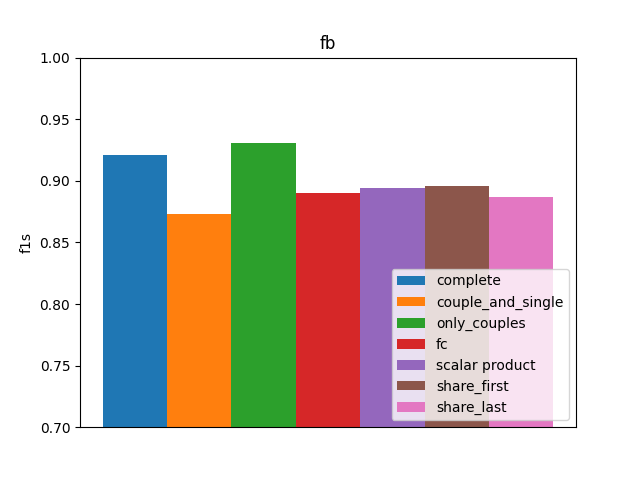 fb
1.00
0.95
0.90
0.85
0.80
0.75
0.70
f1s
complete
couple_and_single
only_couples
fc
scalar product
share_first
share_last